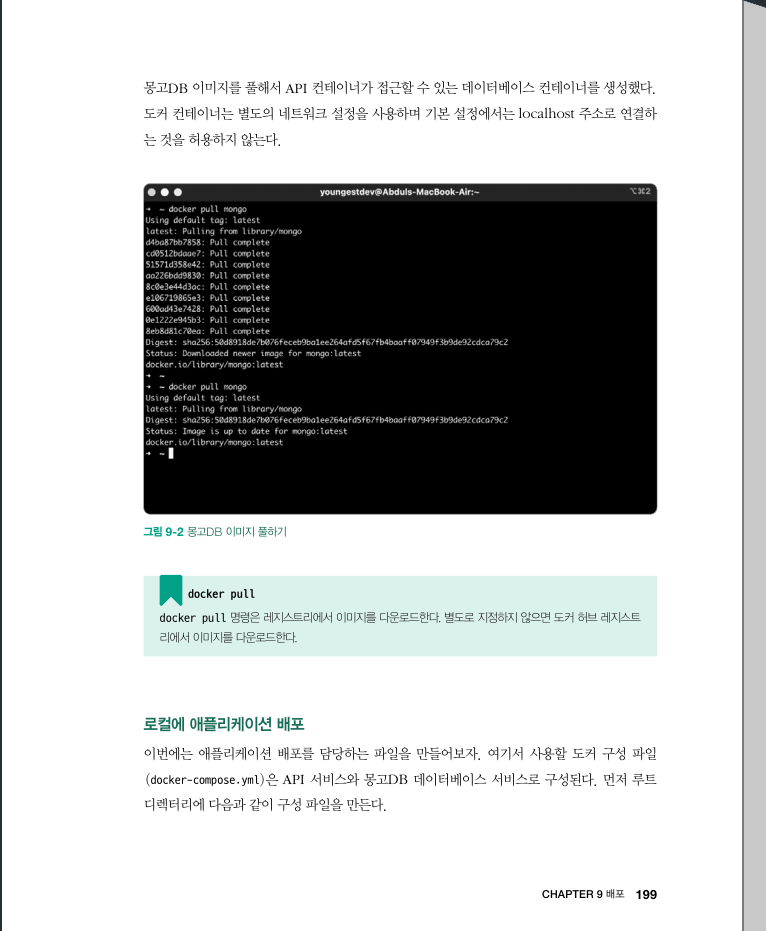 몽고DB 이미지를 풀해서 API 컨테이너가 접근할 수 있는 데이터베이스 컨테이너를 생성했다.
도커 컨테이너는 별도의 네트워크 설정을 사용하며 기본 설정에서는 localhost 주소로 연결하
는 것을 허용하지 않는다.
youngestdev@Abduls-MacBook-Air:~
⌥⌘2
→ ~ docker pull mongo
Using default tag: latest
latest: Pulling from library/mongo
d4ba87bb7858: Pull complete
cd0512bdaae7: Pull complete
51571d358e42: Pull complete
aa226bdd9830: Pull complete
8c0e3e44d3ac: Pull complete
e106719865e3: Pull complete
600ad43e7428: Pull complete
0e1222e945b3: Pull complete
8eb8d81c70ea: Pull complete
Digest: sha256:50d8918de7b076feceb9ba1ee264afd5f67fb4baaff07949f3b9de92cdca79c2
Status: Downloaded newer image for mongo:latest
docker.io/library/mongo:latest
→ ~
→ ~ docker pull mongo
Using default tag: latest
latest: Pulling from library/mongo
Digest: sha256:50d8918de7b076feceb9ba1ee264afd5f67fb4baaff07949f3b9de92cdca79c2
Status: Image is up to date for mongo:latest
docker.io/library/mongo:latest
→ ~
그림 9-2 몽고DB 이미지 풀하기
docker pull
docker pull 명령은 레지스트리에서 이미지를 다운로드한다. 별도로 지정하지 않으면 도커 허브 레지스트
리에서 이미지를 다운로드한다.
로컬에 애플리케이션 배포
이번에는 애플리케이션 배포를 담당하는 파일을 만들어보자. 여기서 사용할 도커 구성 파일
(docker-compose.yml)은 API 서비스와 몽고DB 데이터베이스 서비스로 구성된다. 먼저 루트
디렉터리에 다음과 같이 구성 파일을 만든다.
CHAPTER 9 배포 199